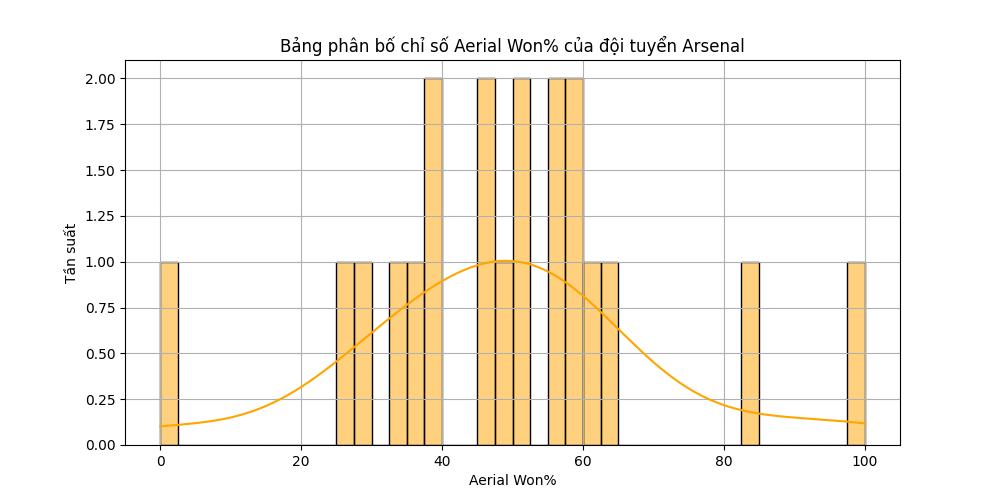 Bảng phân bố chỉ số Aerial Won% của đội tuyển Arsenal
2.00
1.75
1.50
1.25
1.00
0.75
0.50
0.25
0.00
Tần suất
0 20 40 60 80 100
Aerial Won%